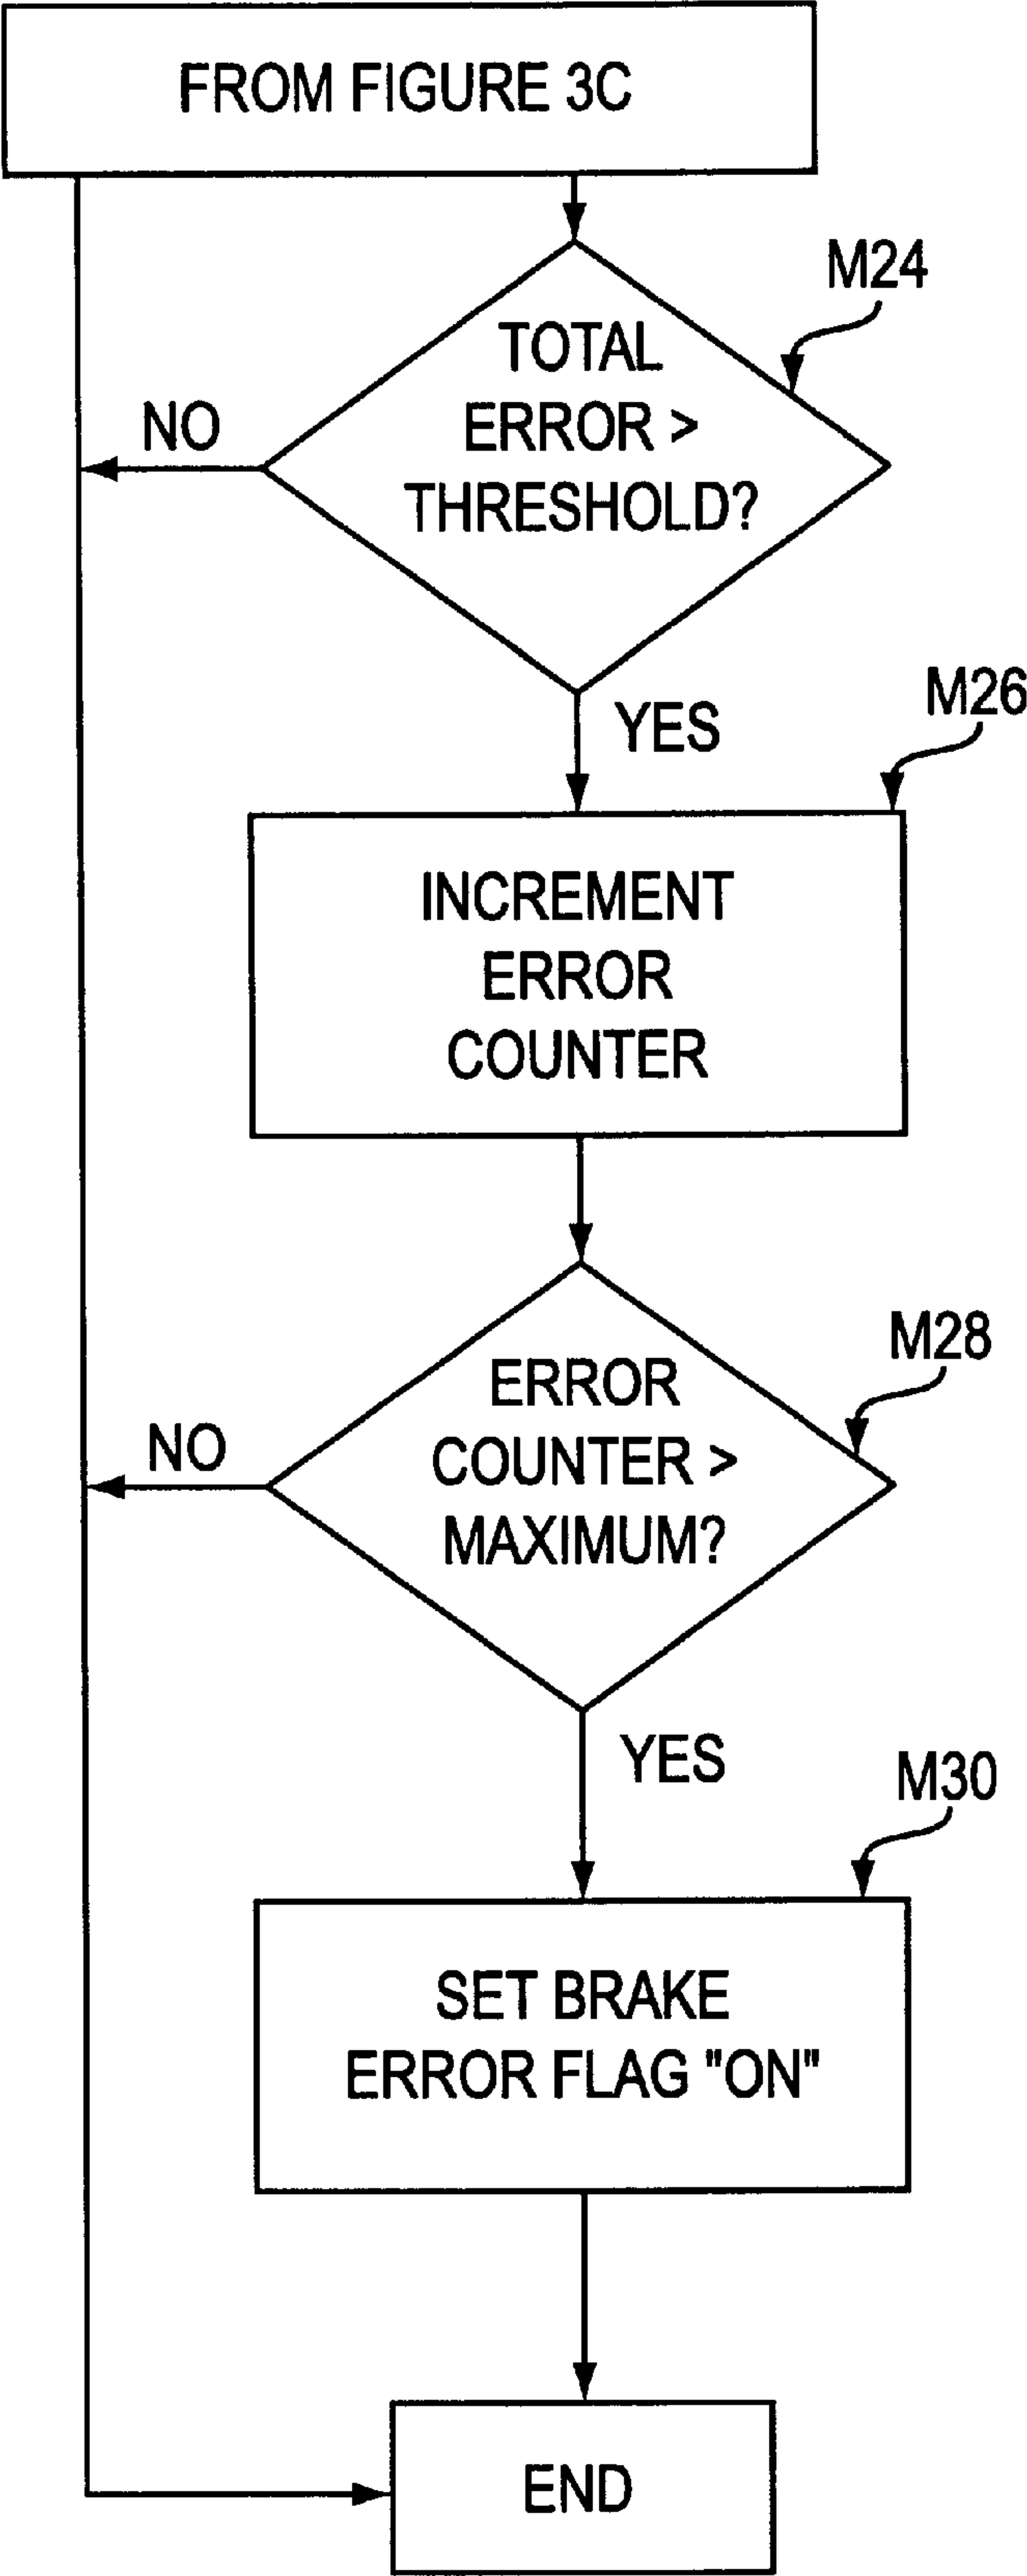 FROM FIGURE 3C
M24
TOTAL
ERROR >
THRESHOLD?
NO
YES
M26
INCREMENT
ERROR
COUNTER
M28
ERROR
COUNTER >
MAXIMUM?
NO
YES
M30
SET BRAKE
ERROR FLAG "ON"
END